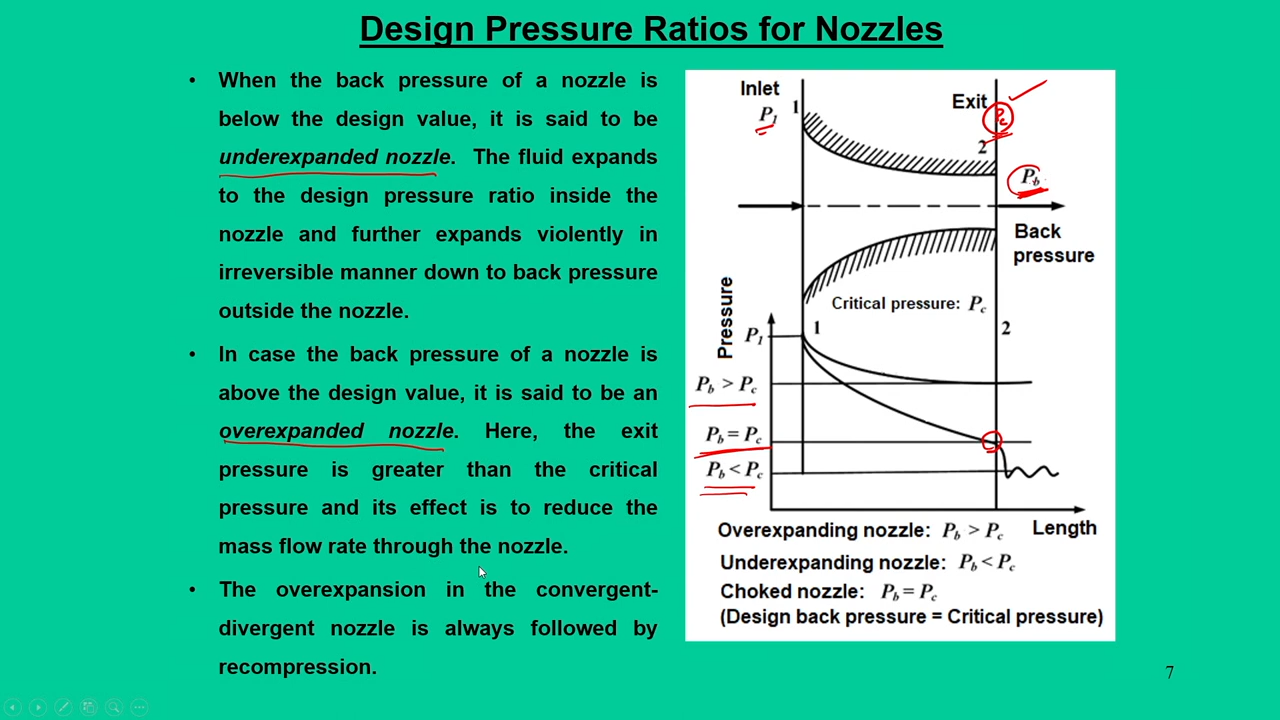 Design Pressure Ratios for Nozzles
• When the back pressure of a nozzle is
below the design value, it is said to be
underexpanded nozzle. The fluid expands
to the design pressure ratio inside the
nozzle and further expands violently in
irreversible manner down to back pressure
outside the nozzle.
• In case the back pressure of a nozzle is
above the design value, it is said to be an
overexpanded nozzle. Here, the exit
pressure is greater than the critical
pressure and its effect is to reduce the
mass flow rate through the nozzle.
• The overexpansion in the convergent-
divergent nozzle is always followed by
recompression.
Inlet
P1
1
Exit
Pc
2
Pb
Back
pressure
Critical pressure: Pc
Pressure
P1
1
2
Pb > Pc
Pb = Pc
Pb < Pc
Length
Overexpanding nozzle: Pb > Pc
Underexpanding nozzle: Pb < Pc
Choked nozzle: Pb = Pc
(Design back pressure = Critical pressure)
7